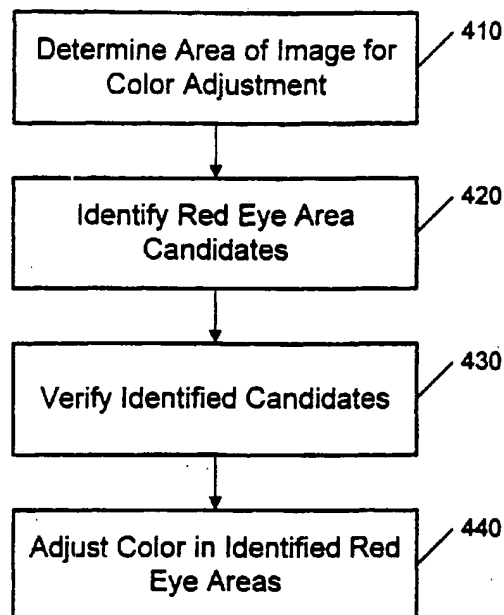 410
Determine Area of Image for
Color Adjustment
420
Identify Red Eye Area
Candidates
430
Verify Identified Candidates
440
Adjust Color in Identified Red
Eye Areas